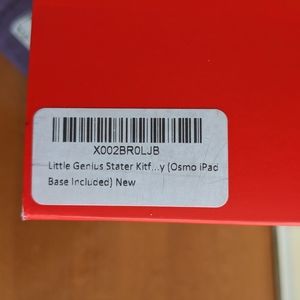 X002BR0LJB
Little Genius Stater Kitf...y (Osmo iPad
Base Included) New